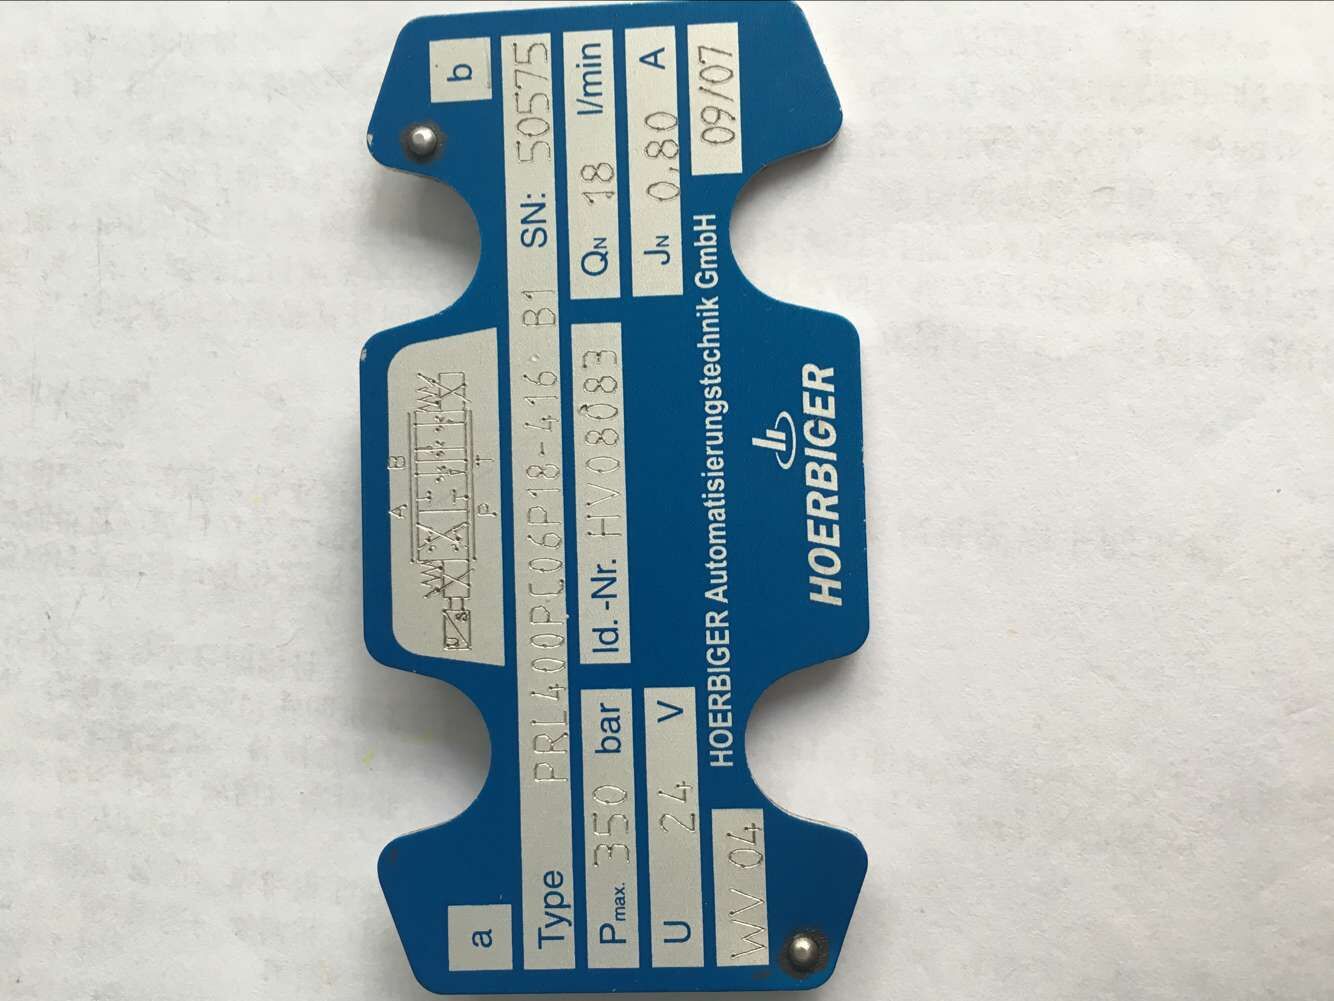 a
b
A B
P T
Type PRL400PC06P18-416· B1 SN: 50575
Pmax. 350 bar Id.-Nr. HV08083 QN 18 l/min
U 24 V JN 0,80 A
WV 04 HOERBIGER Automatisierungstechnik GmbH 09/07
HOERBIGER